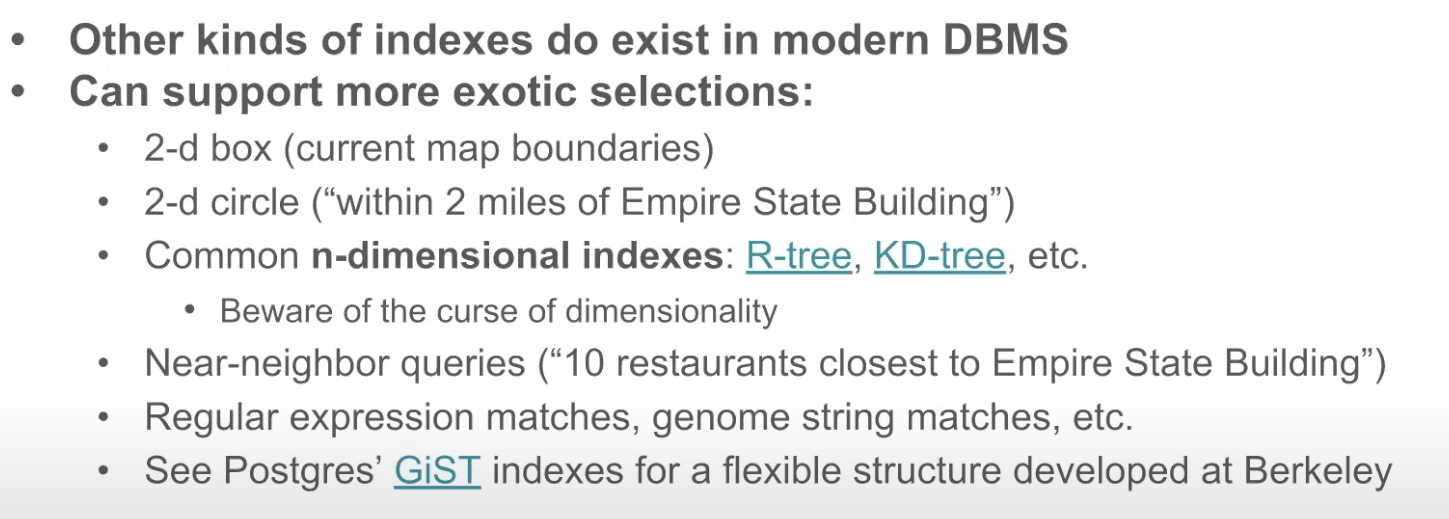 • Other kinds of indexes do exist in modern DBMS
• Can support more exotic selections:
• 2-d box (current map boundaries)
• 2-d circle (“within 2 miles of Empire State Building”)
• Common n-dimensional indexes: R-tree, KD-tree, etc.
• Beware of the curse of dimensionality
• Near-neighbor queries (“10 restaurants closest to Empire State Building”)
• Regular expression matches, genome string matches, etc.
• See Postgres’ GiST indexes for a flexible structure developed at Berkeley